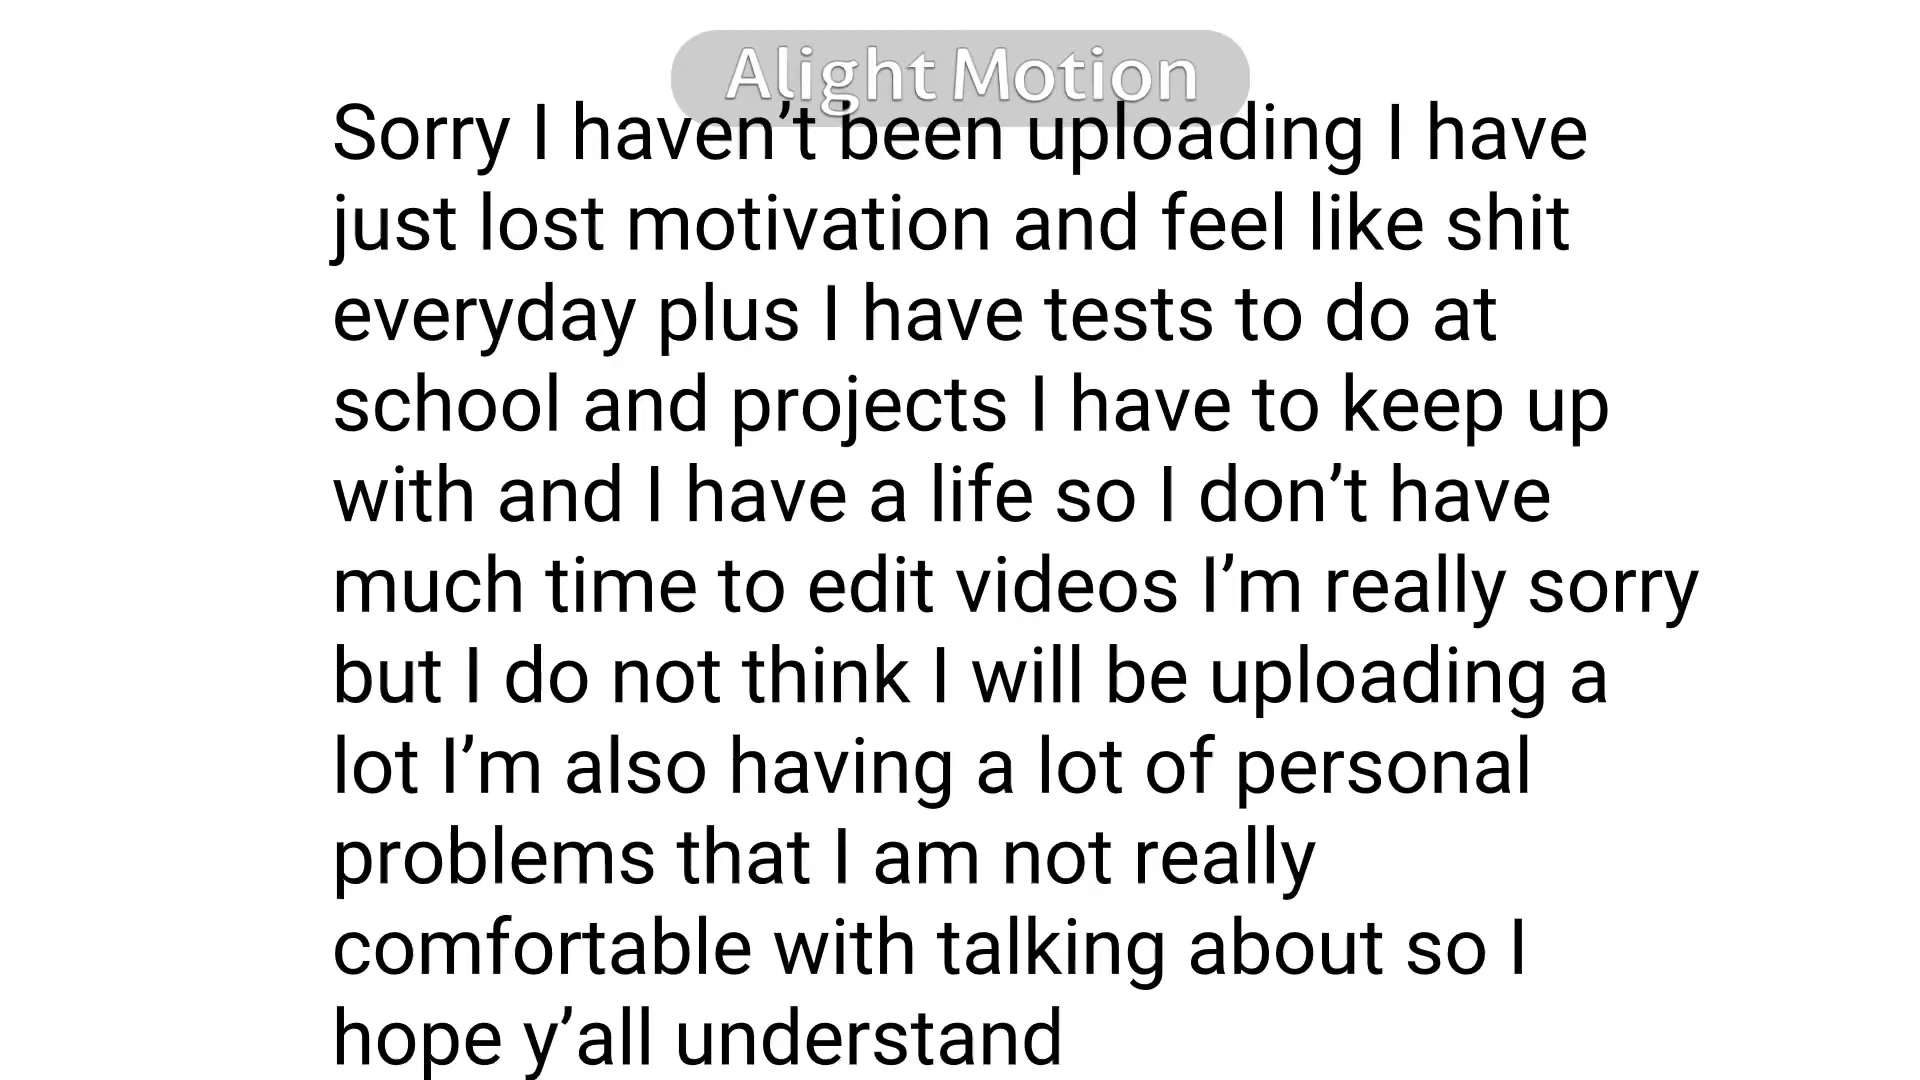 Alight Motion
Sorry I haven’t been uploading I have
just lost motivation and feel like shit
everyday plus I have tests to do at
school and projects I have to keep up
with and I have a life so I don’t have
much time to edit videos I’m really sorry
but I do not think I will be uploading a
lot I’m also having a lot of personal
problems that I am not really
comfortable with talking about so I
hope y’all understand